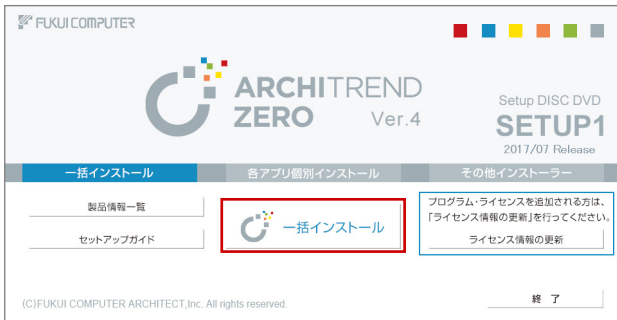 FUKUI COMPUTER
ARCHITREND
ZERO Ver.4
Setup DISC DVD
SETUP1
2017/07 Release
一括インストール 各アプリ個別インストール その他インストーラー
製品情報一覧
セットアップガイド
一括インストール
プログラム・ライセンスを追加される方は、
「ライセンス情報の更新」を行ってください。
ライセンス情報の更新
(C)FUKUI COMPUTER ARCHITECT,Inc. All rights reserved.
終 了